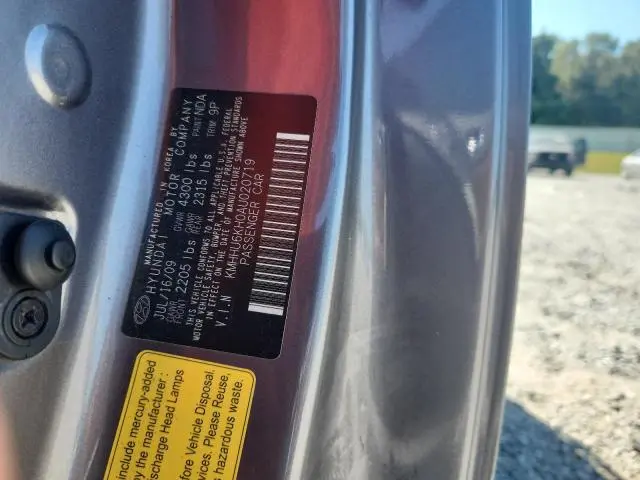 MANUFACTURED IN KOREA BY
HYUNDAI MOTOR COMPANY
JUL/16/09 GVWR 4300 lbs PAINT NDA
GAWR FRONT 2205 lbs GAWR REAR 2315 lbs TRIM 9P
THIS VEHICLE CONFORMS TO ALL APPLICABLE U.S.A. FEDERAL
MOTOR VEHICLE SAFETY, BUMPER, AND THEFT PREVENTION STANDARDS
IN EFFECT ON THE DATE OF MANUFACTURE SHOWN ABOVE
V.I.N KMHHU6KH0AU020719
PASSENGER CAR
include mercury-added
by the manufacturer :
ischarge Head Lamps
fore Vehicle Disposal.
vices. Please Reuse,
s hazardous waste.